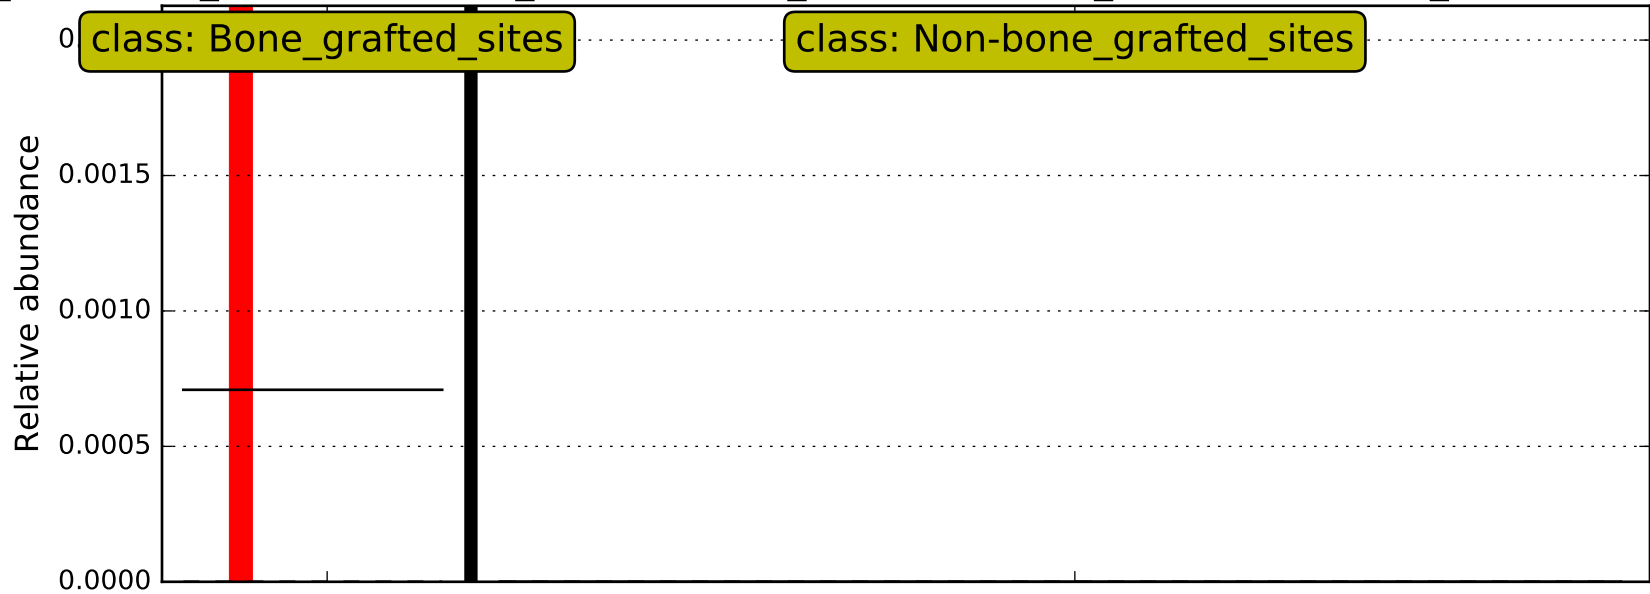 class: Bone_grafted_sites
class: Non-bone_grafted_sites
0.0015
0.0010
0.0005
0.0000
Relative abundance